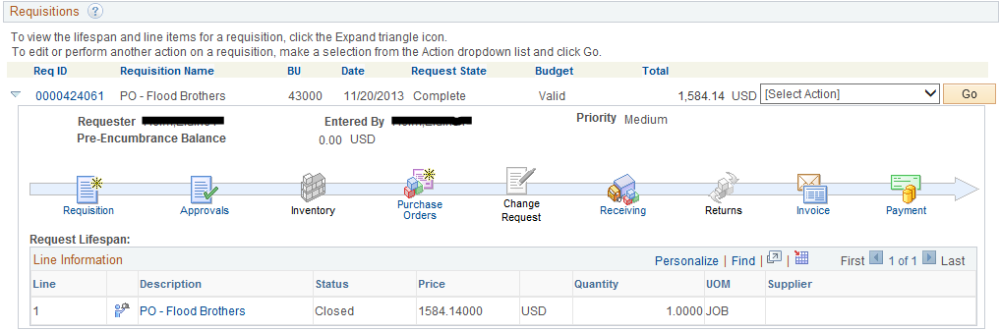 Requisitions ?
To view the lifespan and line items for a requisition, click the Expand triangle icon.
To edit or perform another action on a requisition, make a selection from the Action dropdown list and click Go.
Req ID Requisition Name BU Date Request State Budget Total
0000424061 PO - Flood Brothers 43000 11/20/2013 Complete Valid 1,584.14 USD [Select Action] Go
Requester Entered By Priority Medium
Pre-Encumbrance Balance 0.00 USD
Requisition Approvals Inventory Purchase Orders Change Request Receiving Returns Invoice Payment
Request Lifespan:
Line Information Personalize | Find | | First 1 of 1 Last
Line Description Status Price Quantity UOM Supplier
1 PO - Flood Brothers Closed 1584.14000 USD 1.0000 JOB